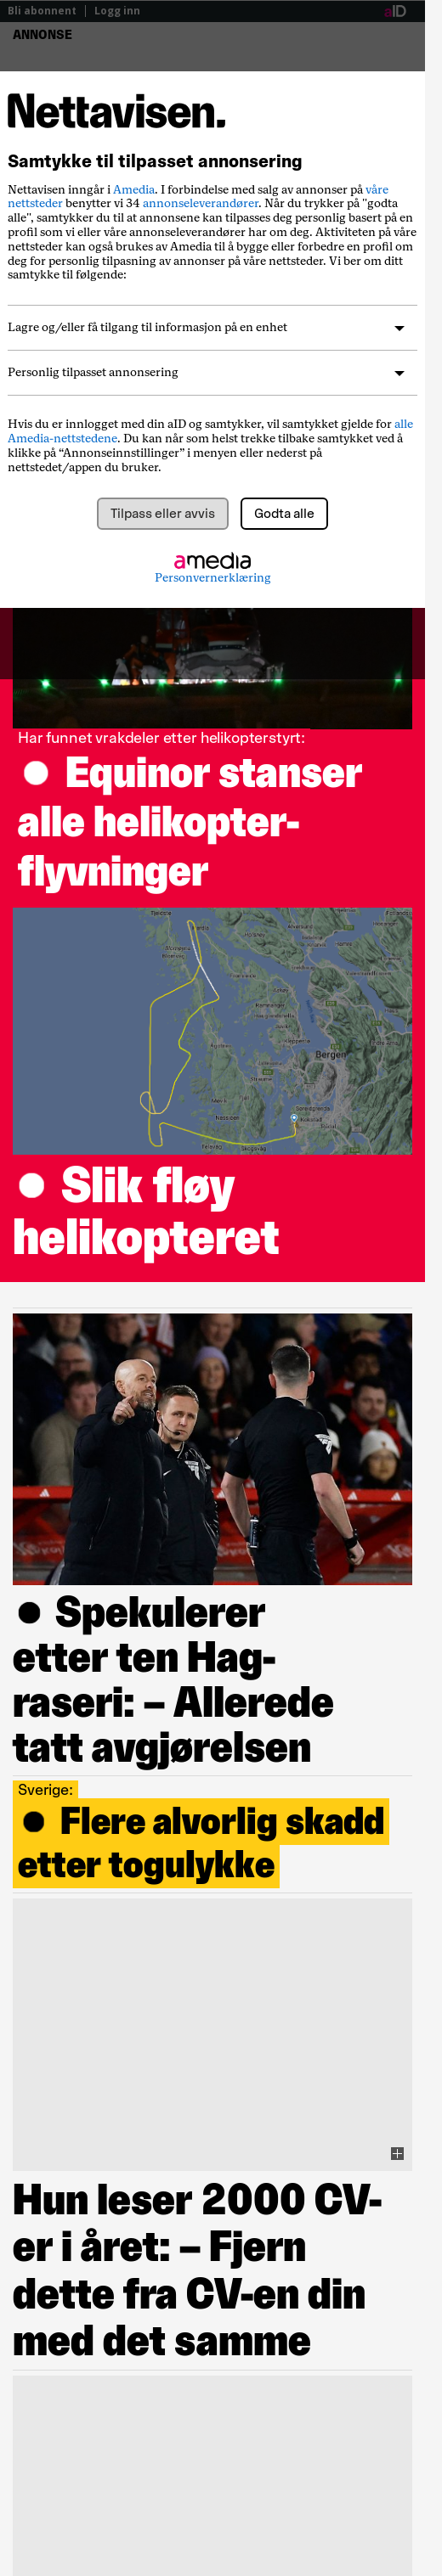 Bli abonnent
Logg inn
aID
ANNONSE
Nettavisen.
Samtykke til tilpasset annonsering
Nettavisen inngår i Amedia. I forbindelse med salg av annonser på våre
nettsteder benytter vi 34 annonseleverandører. Når du trykker på "godta
alle", samtykker du til at annonsene kan tilpasses deg personlig basert på en
profil som vi eller våre annonseleverandører har om deg. Aktiviteten på våre
nettsteder kan også brukes av Amedia til å bygge eller forbedre en profil om
deg for personlig tilpasning av annonser på våre nettsteder. Vi ber om ditt
samtykke til følgende:
Lagre og/eller få tilgang til informasjon på en enhet
Personlig tilpasset annonsering
Hvis du er innlogget med din aID og samtykker, vil samtykket gjelde for alle
Amedia-nettstedene. Du kan når som helst trekke tilbake samtykket ved å
klikke på “Annonseinnstillinger” i menyen eller nederst på
nettstedet/appen du bruker.
Tilpass eller avvis
Godta alle
amedia
Personvernerklæring
Har funnet vrakdeler etter helikopterstyrt:
Equinor stanser
alle helikopter-
flyvninger
Bergen
Slik fløy
helikopteret
Spekulerer
etter ten Hag-
raseri: – Allerede
tatt avgjørelsen
Sverige:
Flere alvorlig skadd
etter togulykke
Hun leser 2000 CV-
er i året: – Fjern
dette fra CV-en din
med det samme